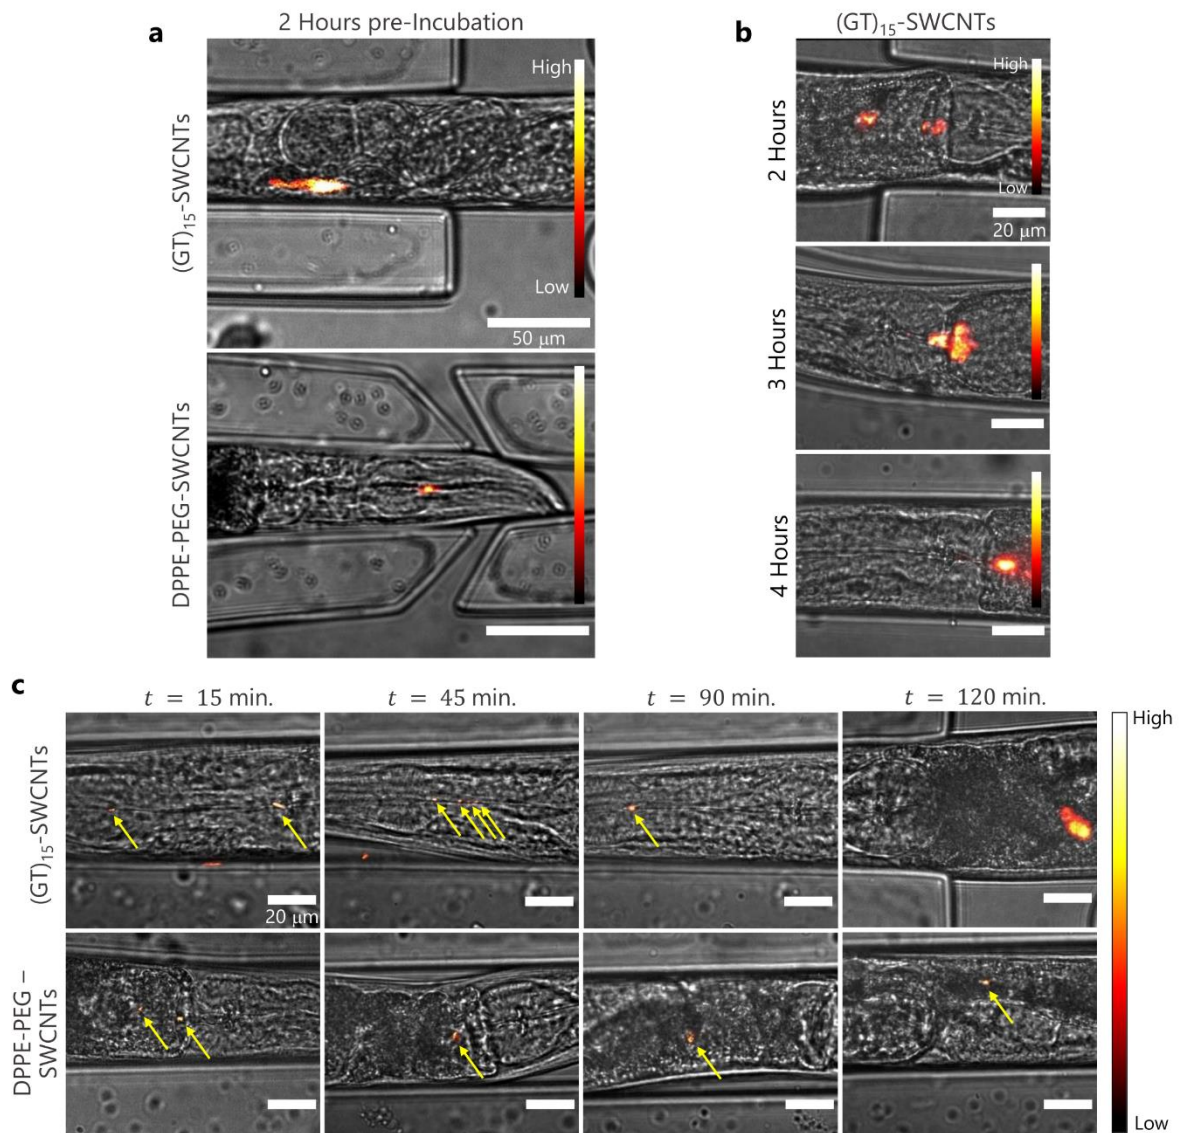 a
2 Hours pre-Incubation
(GT)₁₅-SWCNTs
High
Low
50 μm
DPPE-PEG-SWCNTs
b
(GT)₁₅-SWCNTs
2 Hours
High
Low
20 μm
3 Hours
4 Hours
c
t = 15 min.
t = 45 min.
t = 90 min.
t = 120 min.
(GT)₁₅-SWCNTs
20 μm
DPPE-PEG –
SWCNTs
High
Low